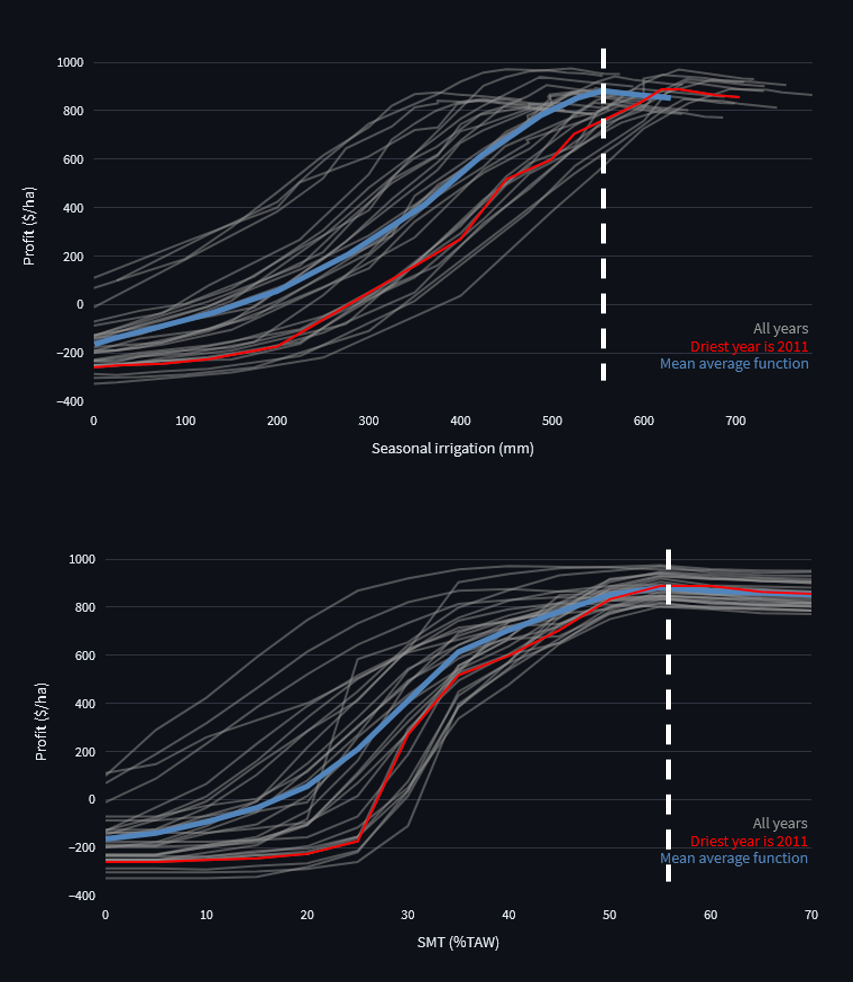 1000
800
600
400
200
0
−200
−400
Profit ($/ha)
All years
Driest year is 2011
Mean average function
0 100 200 300 400 500 600 700
Seasonal irrigation (mm)
1000
800
600
400
200
0
−200
−400
Profit ($/ha)
All years
Driest year is 2011
Mean average function
0 10 20 30 40 50 60 70
SMT (%TAW)